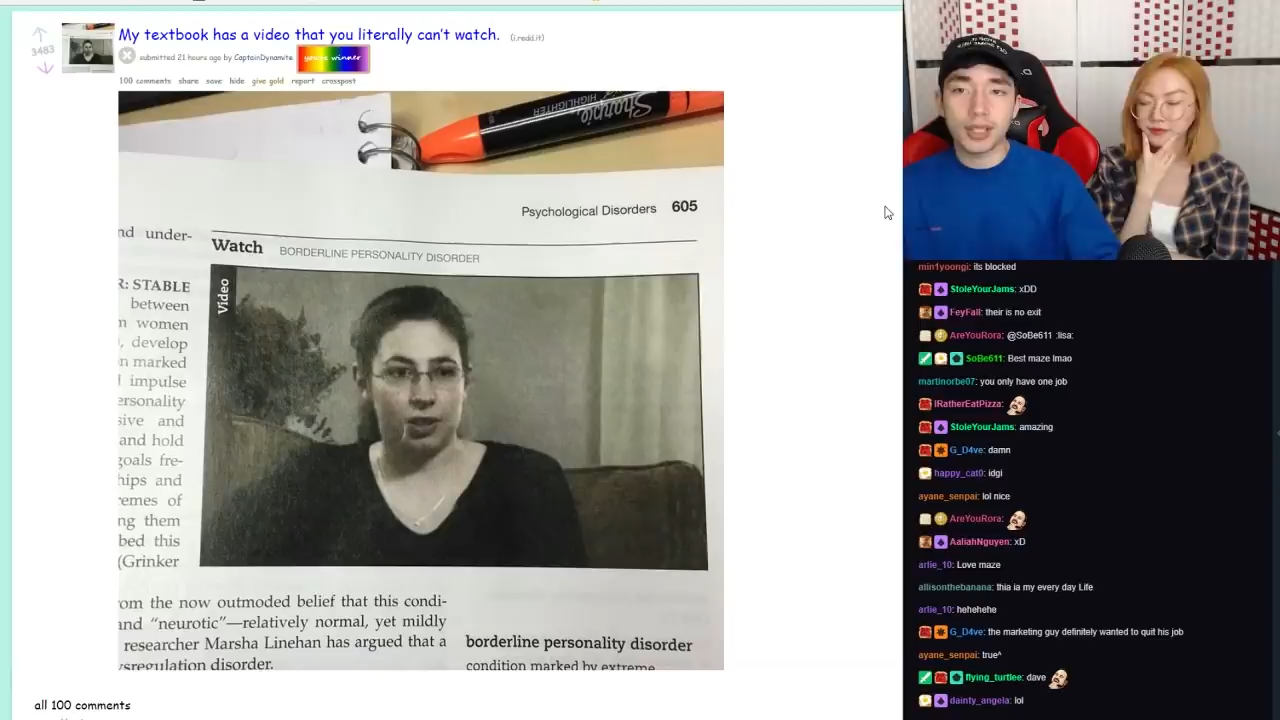 My textbook has a video that you literally can't watch. (i.redd.it)
3483
submitted 21 hours ago by CaptainDynamite you're winner
100 comments share save hide give gold report crosspost
Sharpie
HIGHLIGHTER
Psychological Disorders 605
nd under-
Watch BORDERLINE PERSONALITY DISORDER
Video
R: STABLE
between
m women
, develop
n marked
l impulse
ersonality
sive and
and hold
goals fre-
hips and
remes of
ng them
bed this
(Grinker
om the now outmoded belief that this condi-
and “neurotic”—relatively normal, yet mildly
researcher Marsha Linehan has argued that a
ysregulation disorder.
borderline personality disorder
condition marked by extreme
all 100 comments
min1yoongi: its blocked
StoleYourJams: xDD
FeyFall: their is no exit
AreYouRora: @SoBe611 :lisa:
SoBe611: Best maze lmao
martinorbe07: you only have one job
IRatherEatPizza:
StoleYourJams: amazing
G_D4ve: damn
happy_cat0: idgi
ayane_senpai: lol nice
AreYouRora:
AaliahNguyen: xD
arlie_10: Love maze
allisonthebanana: thia ia my every day Life
arlie_10: hehehehe
G_D4ve: the marketing guy definitely wanted to quit his job
ayane_senpai: true^
flying_turtlee: dave
dainty_angela: lol